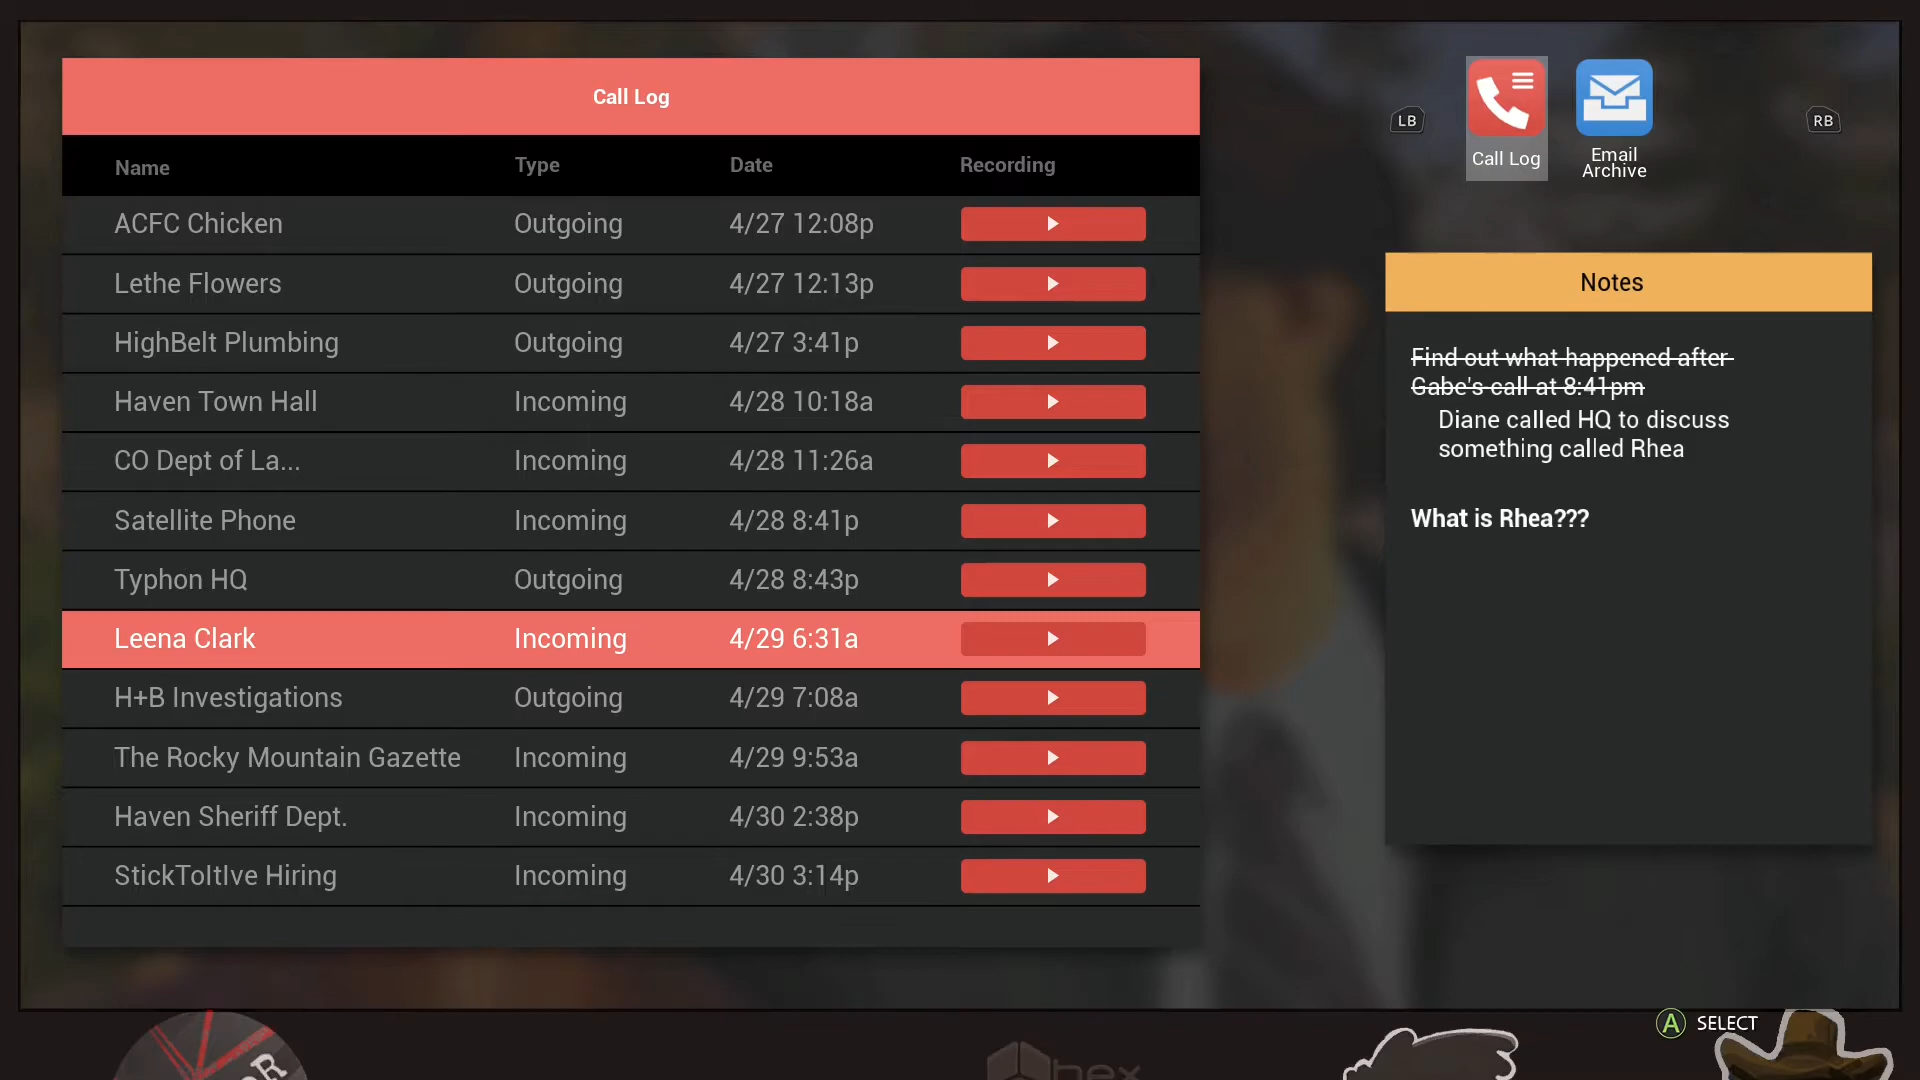 Call Log
Name Type Date Recording
ACFC Chicken Outgoing 4/27 12:08p
Lethe Flowers Outgoing 4/27 12:13p
HighBelt Plumbing Outgoing 4/27 3:41p
Haven Town Hall Incoming 4/28 10:18a
CO Dept of La... Incoming 4/28 11:26a
Satellite Phone Incoming 4/28 8:41p
Typhon HQ Outgoing 4/28 8:43p
Leena Clark Incoming 4/29 6:31a
H+B Investigations Outgoing 4/29 7:08a
The Rocky Mountain Gazette Incoming 4/29 9:53a
Haven Sheriff Dept. Incoming 4/30 2:38p
StickToItIve Hiring Incoming 4/30 3:14p
LB
Call Log
Email
Archive
RB
Notes
Find out what happened after
Gabe's call at 8:41pm
Diane called HQ to discuss
something called Rhea
What is Rhea???
A SELECT
hex